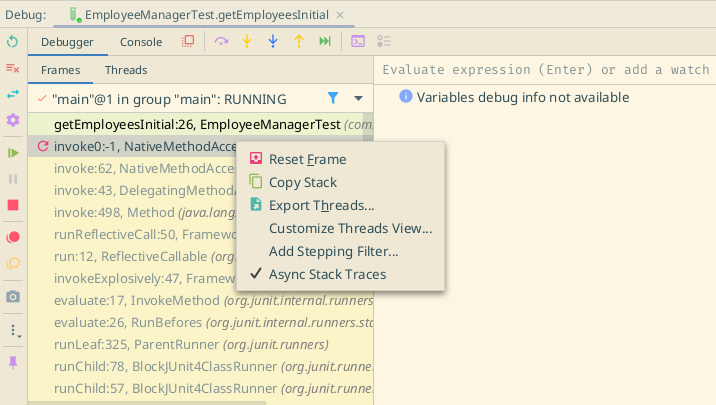 Debug: EmployeeManagerTest.getEmployeesInitial
Debugger Console
Frames Threads
Evaluate expression (Enter) or add a watch
"main"@1 in group "main": RUNNING
Variables debug info not available
getEmployeesInitial:26, EmployeeManagerTest (com
invoke0:-1, NativeMethodAcce
invoke:62, NativeMethodAcce
invoke:43, DelegatingMethodA
invoke:498, Method (java.lang
runReflectiveCall:50, Framewo
run:12, ReflectiveCallable (org
invokeExplosively:47, Framew
evaluate:17, InvokeMethod (org.junit.internal.runners
evaluate:26, RunBefores (org.junit.internal.runners.sta
runLeaf:325, ParentRunner (org.junit.runners)
runChild:78, BlockJUnit4ClassRunner (org.junit.runne
runChild:57, BlockJUnit4ClassRunner (org.junit.runne
Reset Frame
Copy Stack
Export Threads...
Customize Threads View...
Add Stepping Filter...
Async Stack Traces